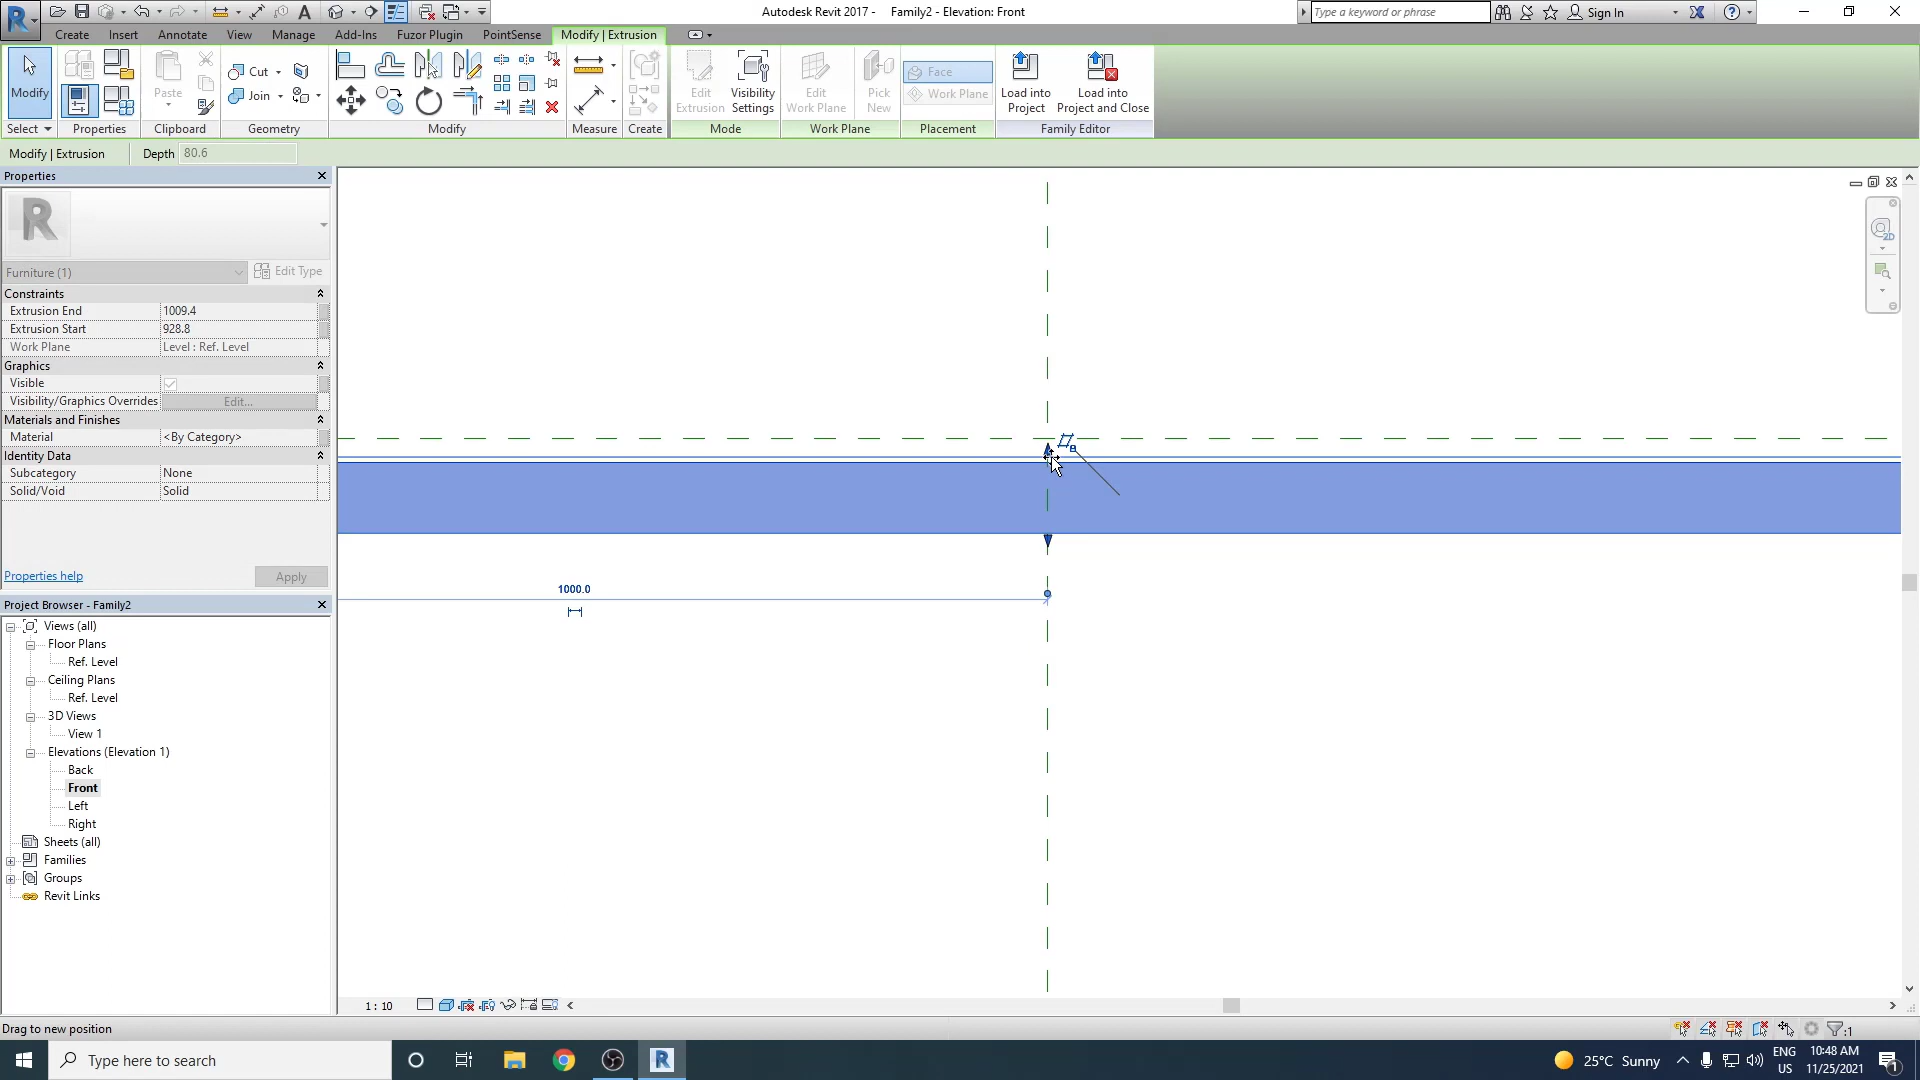 Autodesk Revit 2017 - Family2 - Elevation: Front
Type a keyword or phrase
Sign In
Create Insert Annotate View Manage Add-Ins Fuzor Plugin PointSense Modify | Extrusion
Modify
Paste
Cut
Join
Edit Extrusion
Visibility Settings
Edit Work Plane
Pick New
Face
Work Plane
Load into Project
Load into Project and Close
Select Properties Clipboard Geometry Modify Measure Create Mode Work Plane Placement Family Editor
Modify | Extrusion Depth 80.6
Properties
R
Furniture (1) Edit Type
Constraints
Extrusion End 1009.4
Extrusion Start 928.8
Work Plane Level : Ref. Level
Graphics
Visible
Visibility/Graphics Overrides Edit...
Materials and Finishes
Material <By Category>
Identity Data
Subcategory None
Solid/Void Solid
Properties help Apply
Project Browser - Family2
Views (all)
Floor Plans
Ref. Level
Ceiling Plans
Ref. Level
3D Views
View 1
Elevations (Elevation 1)
Back
Front
Left
Right
Sheets (all)
Families
Groups
Revit Links
1000.0
2D
1 : 10
Drag to new position
:1
Type here to search
25°C Sunny
ENG
US
10:48 AM
11/25/2021
1